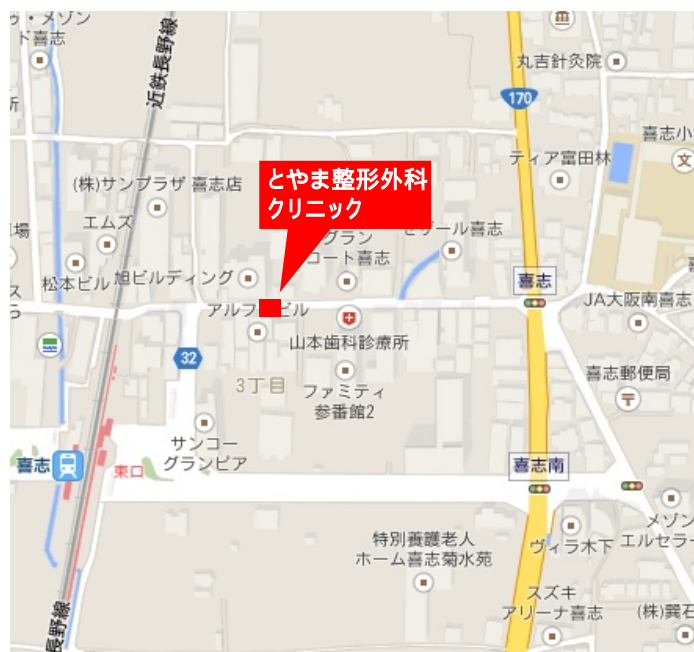 ゥ・メゾン
ド喜志
近鉄長野線
丸吉針灸院
所
170
喜志小
ティア富田林
文
とやま整形外科
クリニック
(株)サンプラザ 喜志店
エムズ
場
グラン
コート喜志
セザール喜志
松本ビル
旭ビルディング
喜志
ス
ら
アルフ
ビル
JA大阪南喜志
山本歯科診療所
32
3丁目
ファミティ
参番館2
喜志郵便局
サンコー
グランピア
喜志
東口
喜志南
特別養護老人
ホーム喜志菊水苑
ヴィラ木下
メゾン
エルセラー
スズキ
アリーナ喜志
(株)巽石
長野線